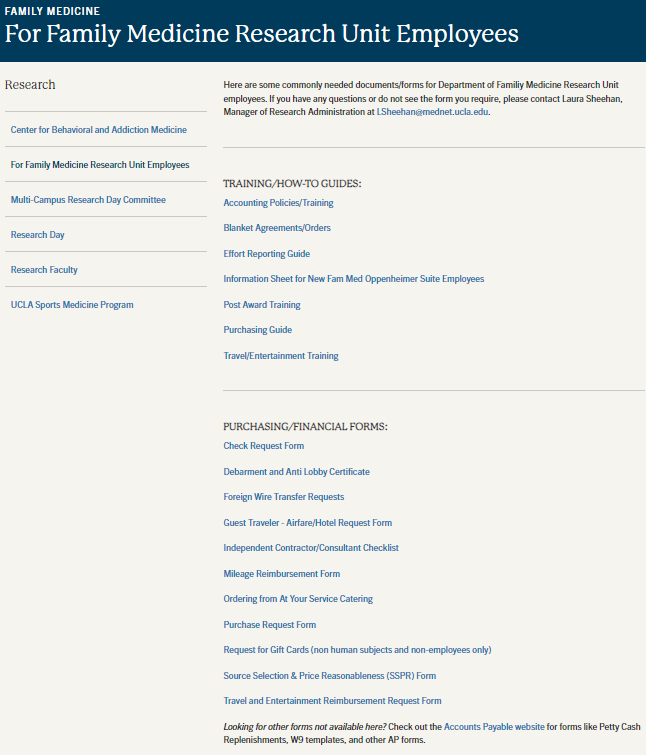 FAMILY MEDICINE
For Family Medicine Research Unit Employees
Research
Center for Behavioral and Addiction Medicine
For Family Medicine Research Unit Employees
Multi-Campus Research Day Committee
Research Day
Research Faculty
UCLA Sports Medicine Program
Here are some commonly needed documents/forms for Department of Familiy Medicine Research Unit
employees. If you have any questions or do not see the form you require, please contact Laura Sheehan,
Manager of Research Administration at LSheehan@mednet.ucla.edu.
TRAINING/HOW-TO GUIDES:
Accounting Policies/Training
Blanket Agreements/Orders
Effort Reporting Guide
Information Sheet for New Fam Med Oppenheimer Suite Employees
Post Award Training
Purchasing Guide
Travel/Entertainment Training
PURCHASING/FINANCIAL FORMS:
Check Request Form
Debarment and Anti Lobby Certificate
Foreign Wire Transfer Requests
Guest Traveler - Airfare/Hotel Request Form
Independent Contractor/Consultant Checklist
Mileage Reimbursement Form
Ordering from At Your Service Catering
Purchase Request Form
Request for Gift Cards (non human subjects and non-employees only)
Source Selection & Price Reasonableness (SSPR) Form
Travel and Entertainment Reimbursement Request Form
Looking for other forms not available here? Check out the Accounts Payable website for forms like Petty Cash
Replenishments, W9 templates, and other AP forms.